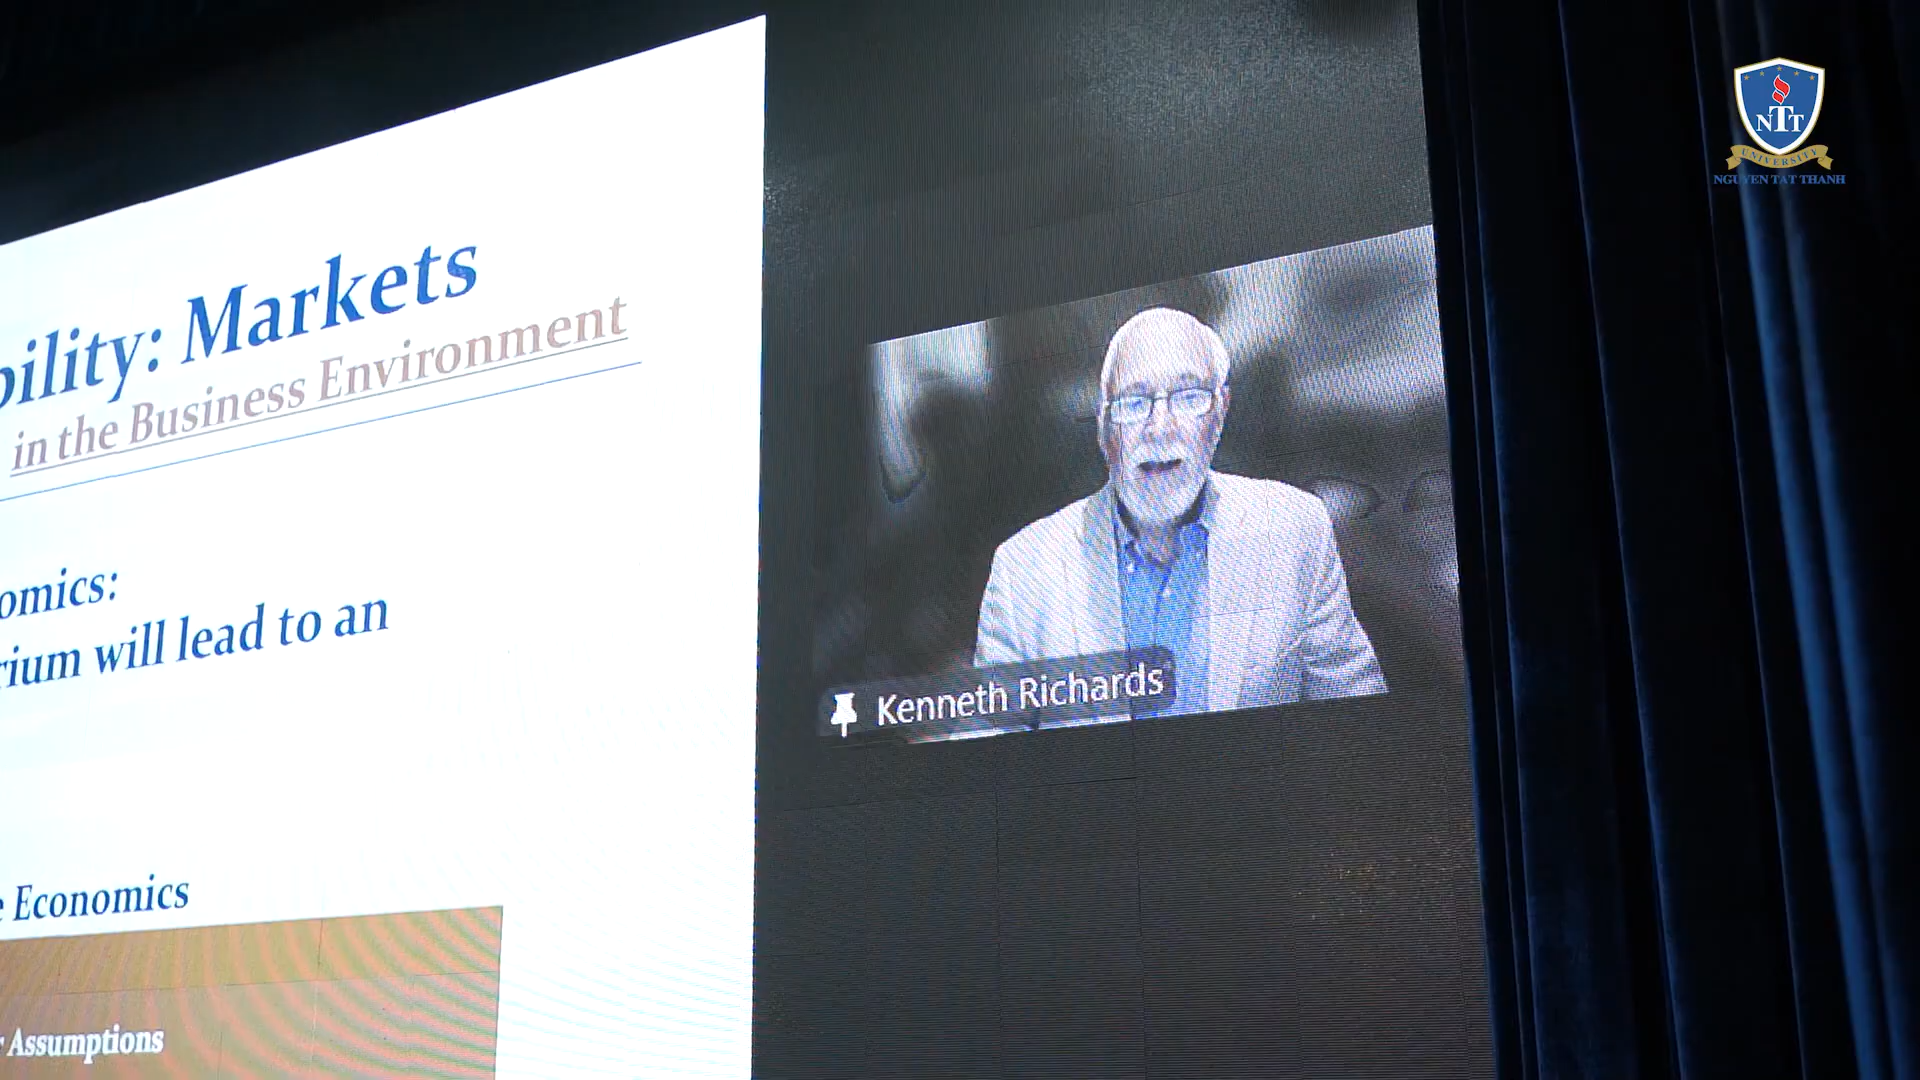 bility: Markets
in the Business Environment
omics:
rium will lead to an
e Economics
r Assumptions
Kenneth Richards
NTT
UNIVERSITY
NGUYEN TAT THANH